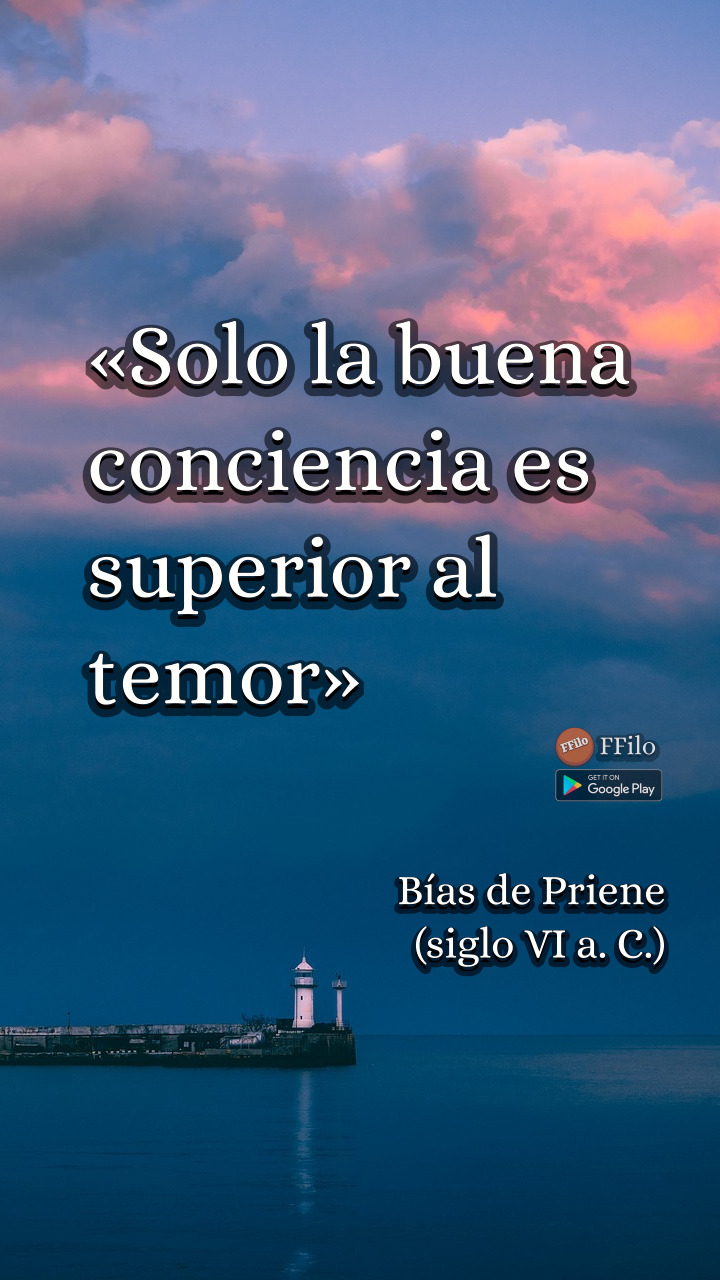 «Solo la buena
conciencia es
superior al
temor»
FFilo FFilo
GET IT ON
Google Play
Bías de Priene
(siglo VI a. C.)